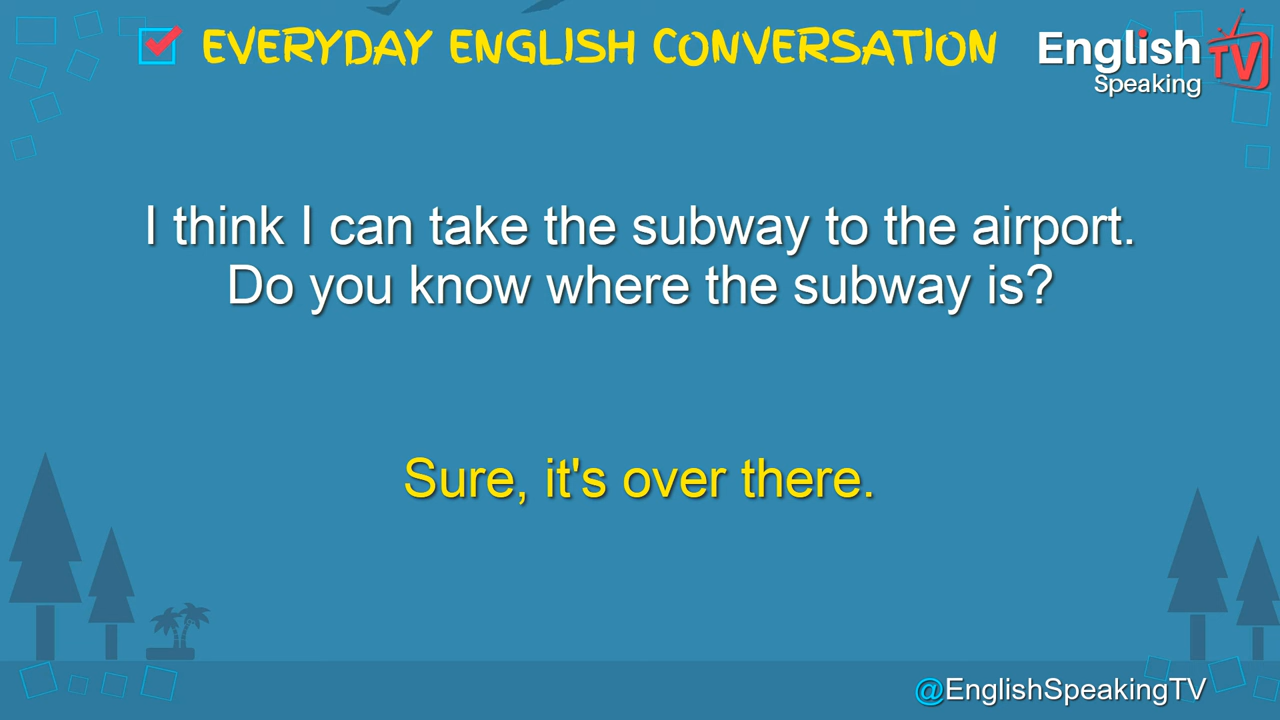 EVERYDAY ENGLISH CONVERSATION
English
Speaking
TV
I think I can take the subway to the airport.
Do you know where the subway is?
Sure, it's over there.
@EnglishSpeakingTV